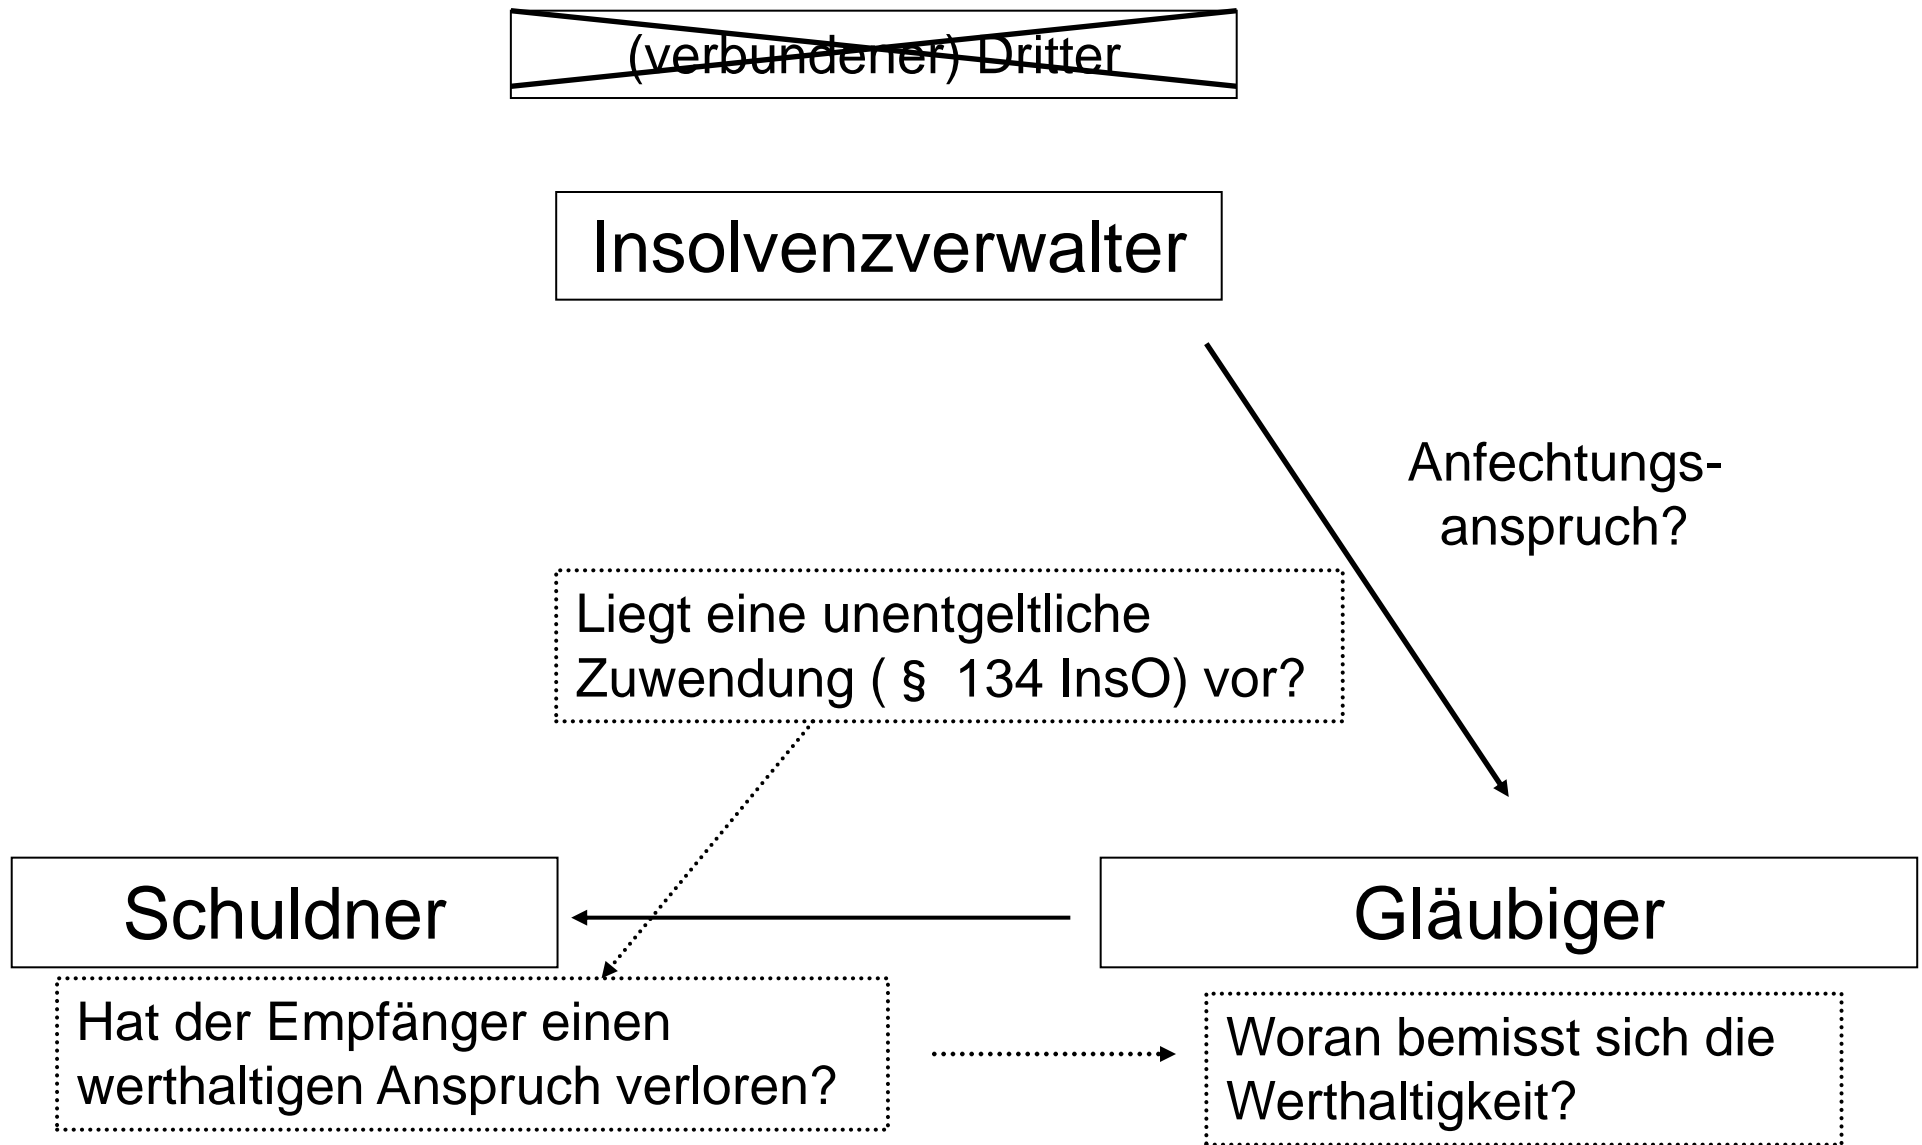 (verbundener) Dritter
Insolvenzverwalter
Anfechtungs-
anspruch?
Liegt eine unentgeltliche
Zuwendung ( § 134 InsO) vor?
Schuldner
Gläubiger
Hat der Empfänger einen
werthaltigen Anspruch verloren?
Woran bemisst sich die
Werthaltigkeit?